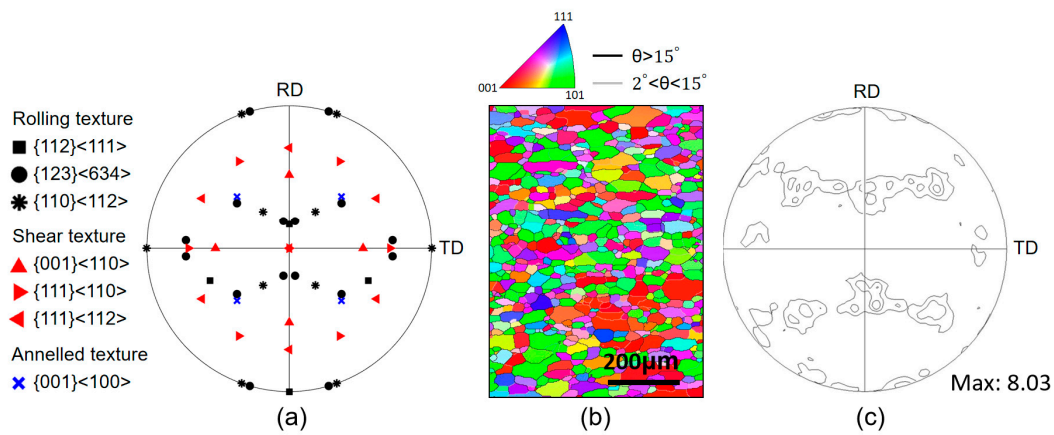 RD
TD
Rolling texture
{112}<111>
{123}<634>
{110}<112>
Shear texture
{001}<110>
{111}<110>
{111}<112>
Annelled texture
{001}<100>
(a)
111
001
101
θ>15°
2°<θ<15°
200μm
(b)
RD
TD
Max: 8.03
(c)